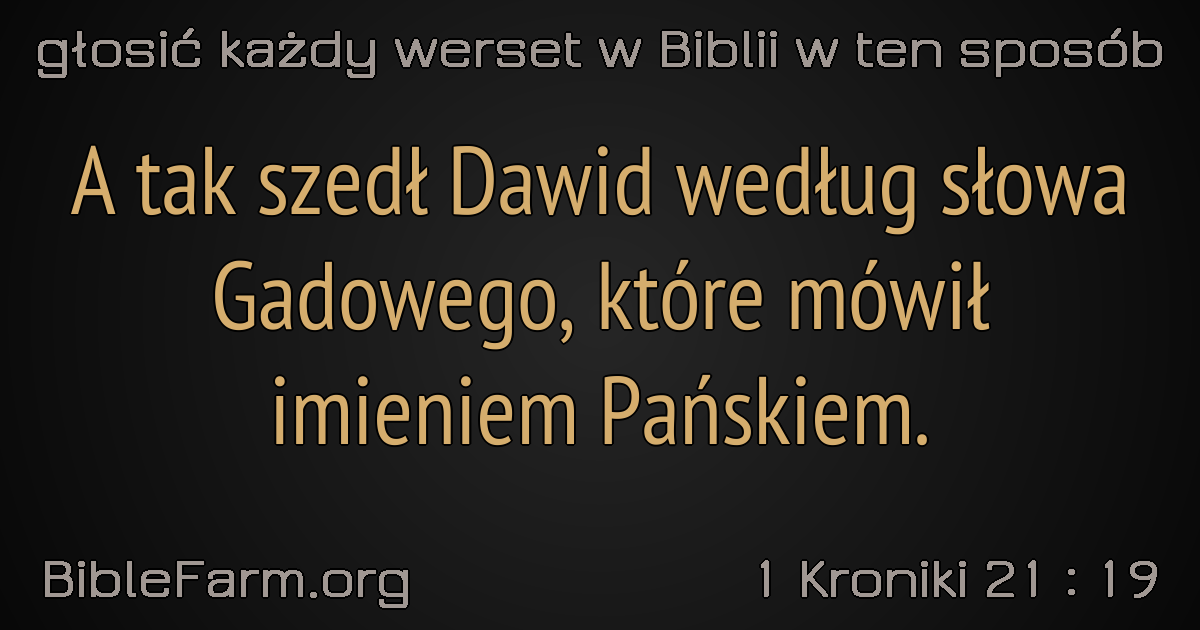 głosić każdy werset w Biblii w ten sposób
A tak szedł Dawid według słowa
Gadowego, które mówił
imieniem Pańskiem.
BibleFarm.org
1 Kroniki 21 : 19